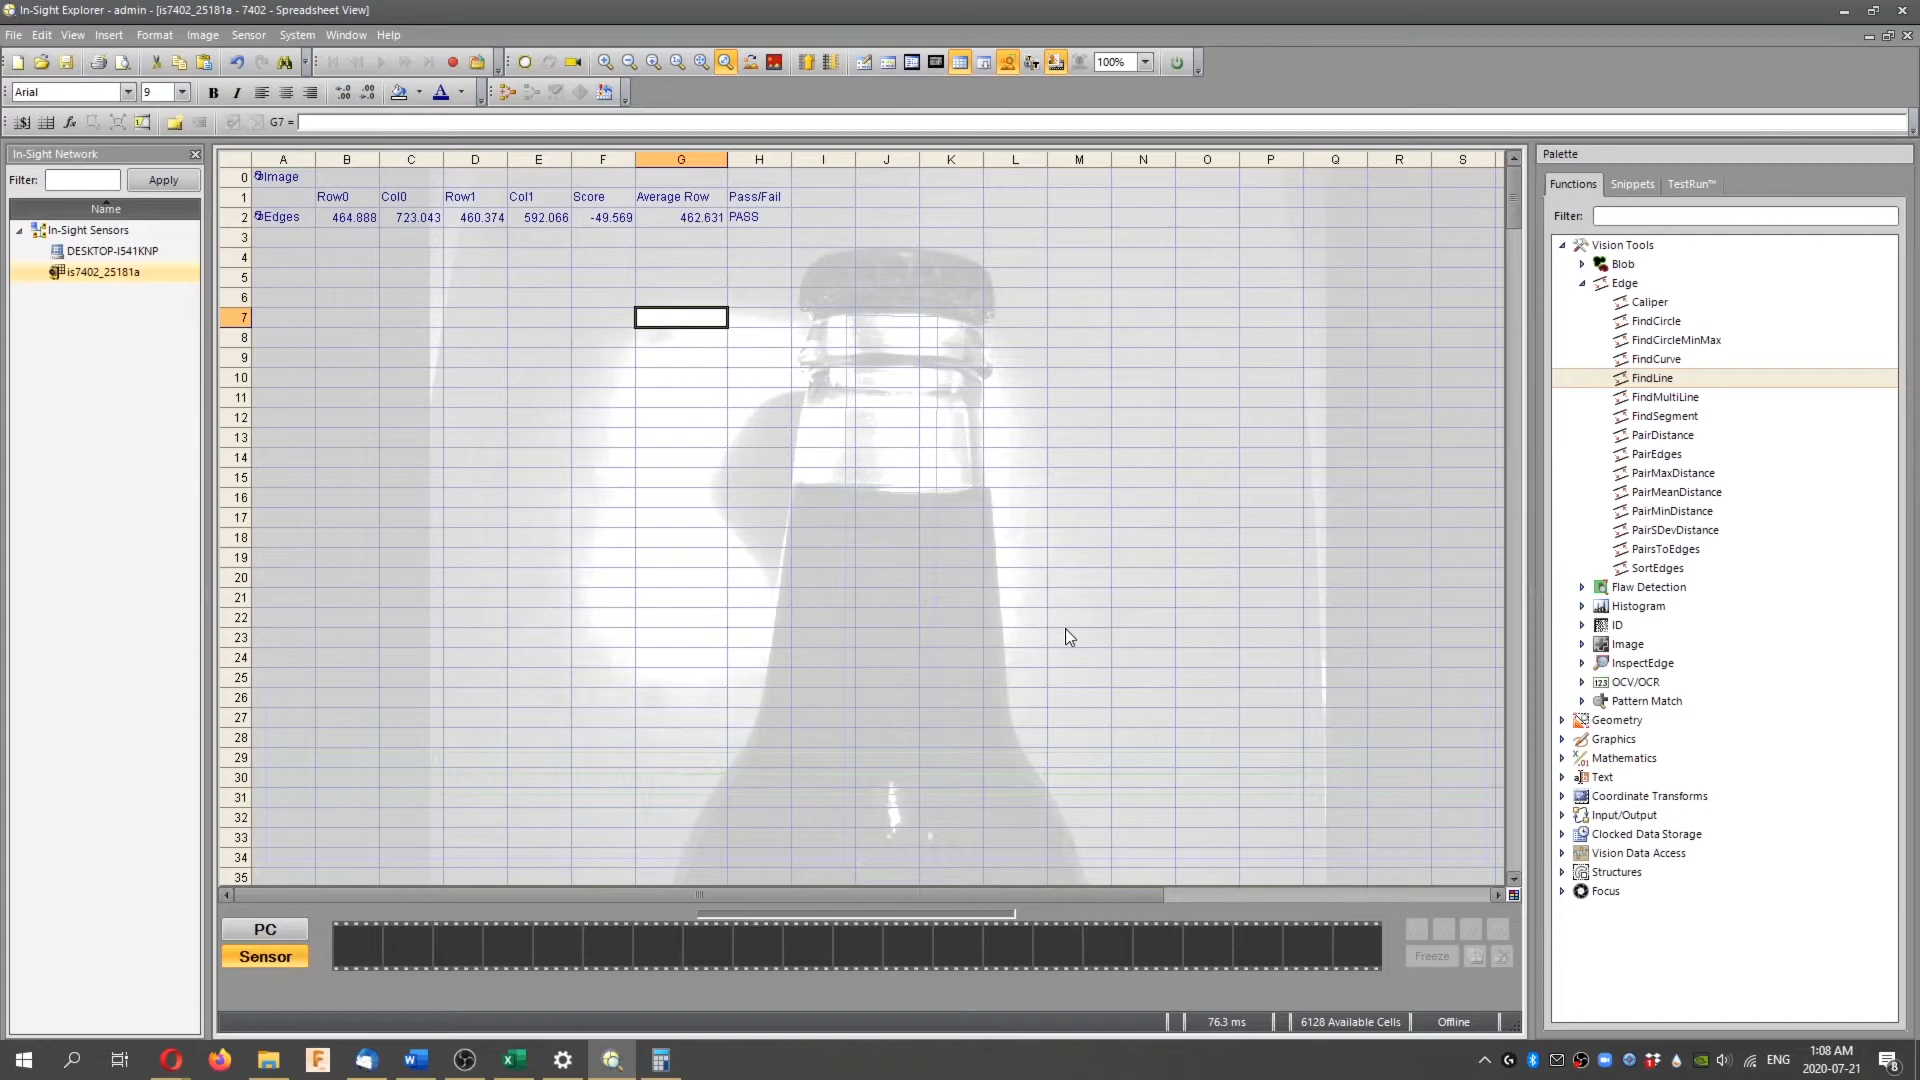 In-Sight Explorer - admin - [is7402_25181a - 7402 - Spreadsheet View]
File Edit View Insert Format Image Sensor System Window Help
100%
Arial 9 B I
G7 =
In-Sight Network
Filter: Apply
Name
In-Sight Sensors
DESKTOP-I541KNP
is7402_25181a
A B C D E F G H I J K L M N O P Q R S
0 Image
1 Row0 Col0 Row1 Col1 Score Average Row Pass/Fail
2 Edges 464.888 723.043 460.374 592.066 -49.569 462.631 PASS
3
4
5
6
7
8
9
10
11
12
13
14
15
16
17
18
19
20
21
22
23
24
25
26
27
28
29
30
31
32
33
34
35
PC
Sensor
Freeze
76.3 ms 6128 Available Cells Offline
Palette
Functions Snippets TestRun™
Filter:
Vision Tools
Blob
Edge
Caliper
FindCircle
FindCircleMinMax
FindCurve
FindLine
FindMultiLine
FindSegment
PairDistance
PairEdges
PairMaxDistance
PairMeanDistance
PairMinDistance
PairSDevDistance
PairsToEdges
SortEdges
Flaw Detection
Histogram
ID
Image
InspectEdge
OCV/OCR
Pattern Match
Geometry
Graphics
Mathematics
Text
Coordinate Transforms
Input/Output
Clocked Data Storage
Vision Data Access
Structures
Focus
ENG
1:08 AM
2020-07-21
8